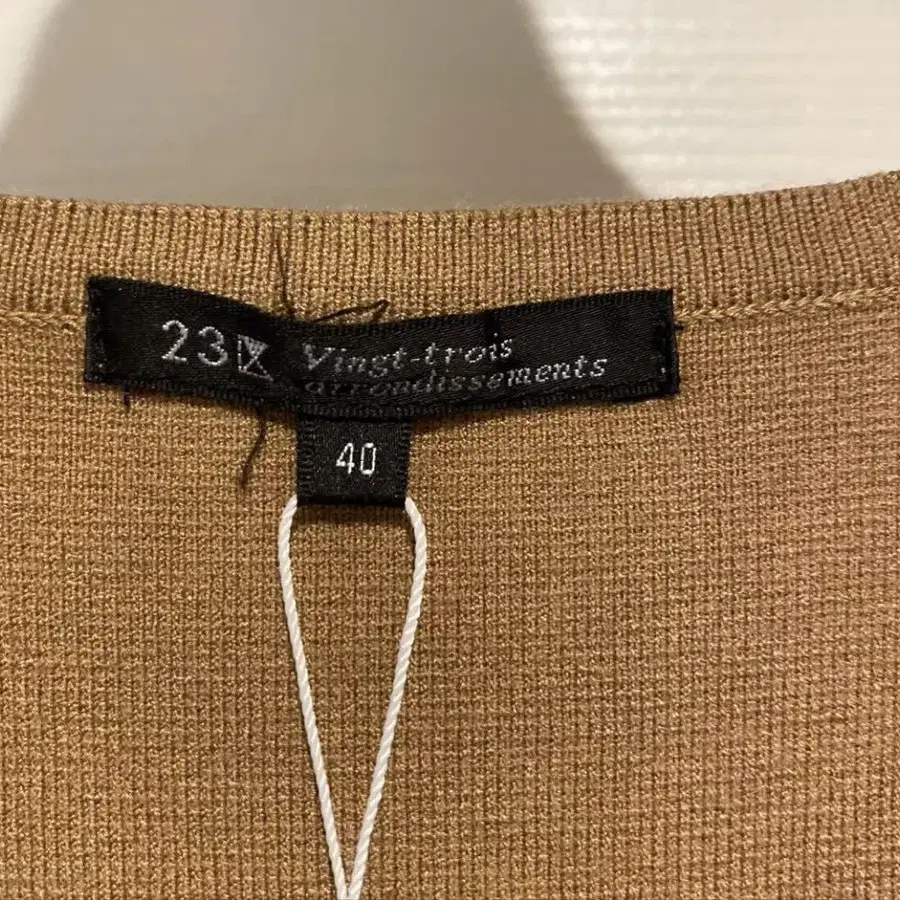 23区
Vingt-trois
arrondissements
40